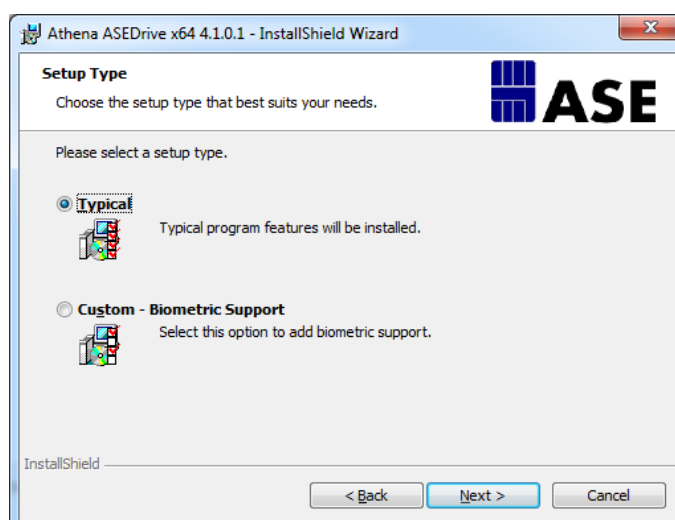 Athena ASEDrive x64 4.1.0.1 - InstallShield Wizard
Setup Type
Choose the setup type that best suits your needs.
ASE
Please select a setup type.
Typical
Typical program features will be installed.
Custom - Biometric Support
Select this option to add biometric support.
InstallShield
< Back Next > Cancel